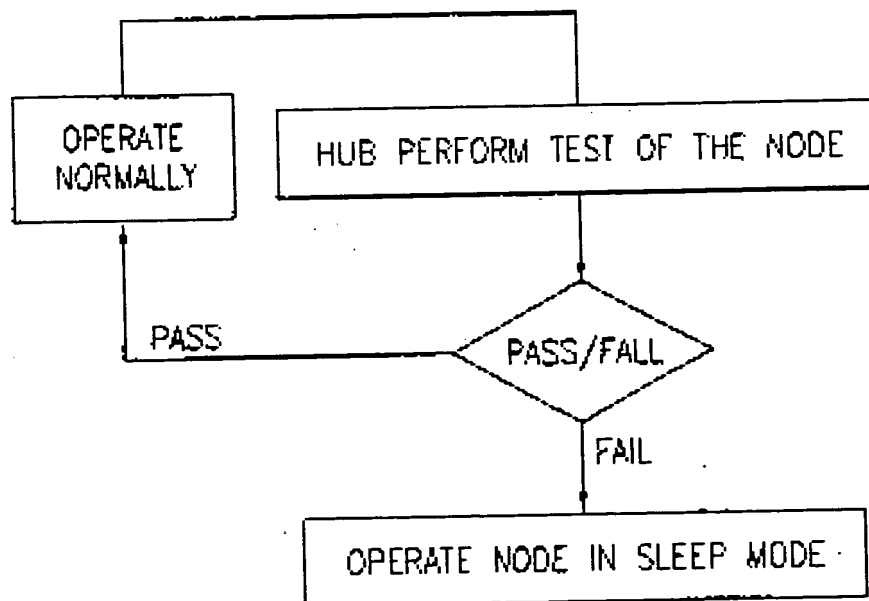 OPERATE
NORMALLY
HUB PERFORM TEST OF THE NODE
PASS
PASS/FALL
FAIL
OPERATE NODE IN SLEEP MODE